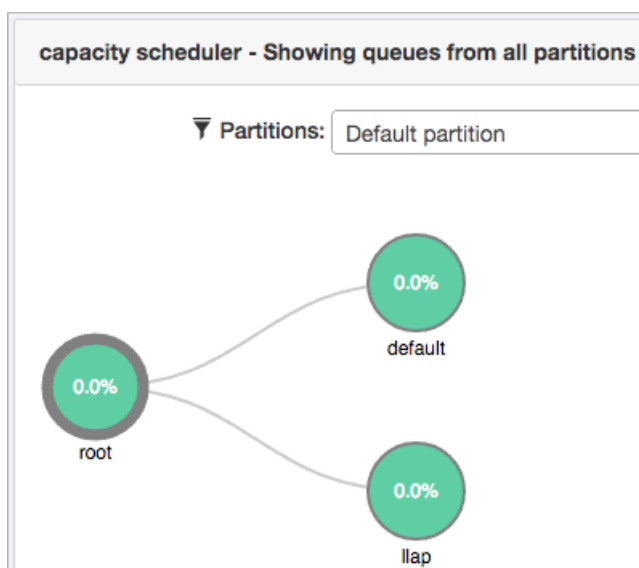 capacity scheduler - Showing queues from all partitions
Partitions: Default partition
0.0%
default
0.0%
root
0.0%
llap